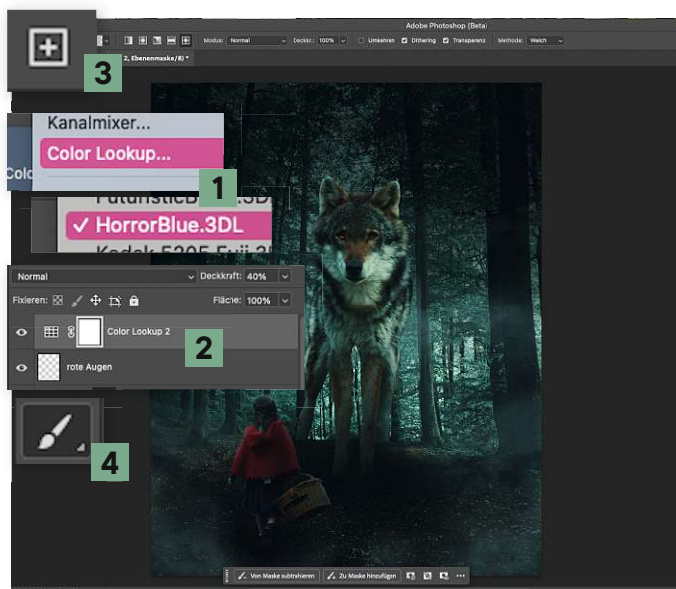 Adobe Photoshop (Beta)
Modus: Normal Deckkr.: 100% Umkehren Dithering Transparenz Methode: Weich
2, Ebenenmaske/8) *
3
Kanalmixer...
Color Lookup...
1
HorrorBlue.3DL
Normal Deckkraft: 40%
Fixieren: Fläche: 100%
Color Lookup 2
2
rote Augen
4
Von Maske subtrahieren Zu Maske hinzufügen